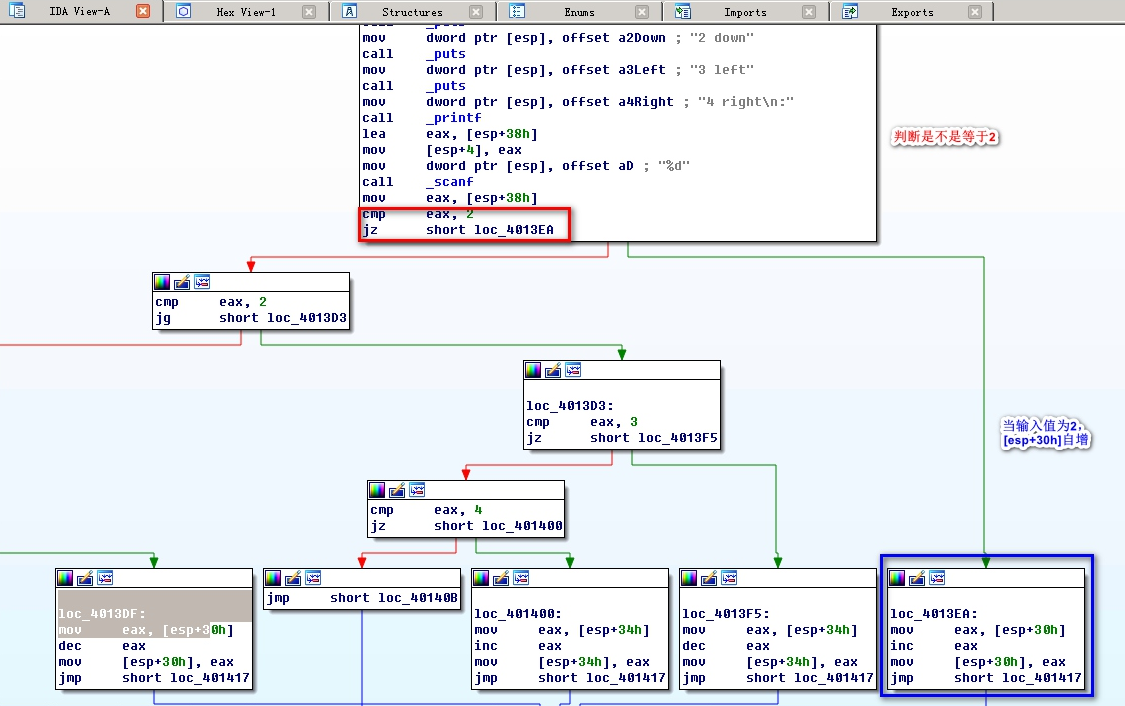 IDA View-A
Hex View-1
Structures
Enums
Imports
Exports
mov dword ptr [esp], offset a2Down ; "2 down"
call _puts
mov dword ptr [esp], offset a3Left ; "3 left"
call _puts
mov dword ptr [esp], offset a4Right ; "4 right\n:"
call _printf
lea eax, [esp+38h]
mov [esp+4], eax
mov dword ptr [esp], offset aD ; "%d"
call _scanf
mov eax, [esp+38h]
cmp eax, 2
jz short loc_4013EA
判断是不是等于2
cmp eax, 2
jg short loc_4013D3
loc_4013D3:
cmp eax, 3
jz short loc_4013F5
当输入值为2，
[esp+30h]自增
cmp eax, 4
jz short loc_401400
loc_4013DF:
mov eax, [esp+30h]
dec eax
mov [esp+30h], eax
jmp short loc_401417
jmp short loc_40140B
loc_401400:
mov eax, [esp+34h]
inc eax
mov [esp+34h], eax
jmp short loc_401417
loc_4013F5:
mov eax, [esp+34h]
dec eax
mov [esp+34h], eax
jmp short loc_401417
loc_4013EA:
mov eax, [esp+30h]
inc eax
mov [esp+30h], eax
jmp short loc_401417